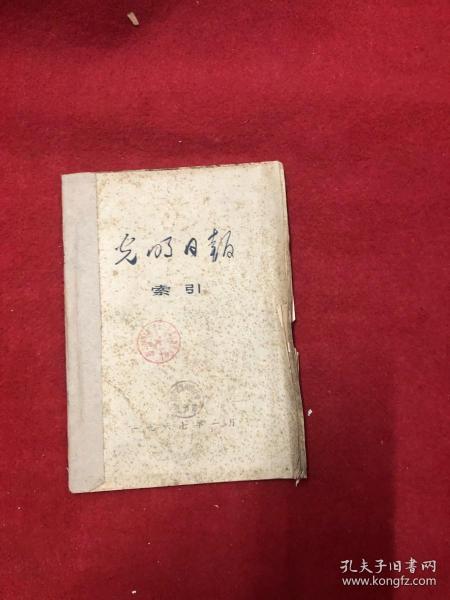 光明日报
索引
一九六七年一月
孔夫子旧书网
www.kongfz.com